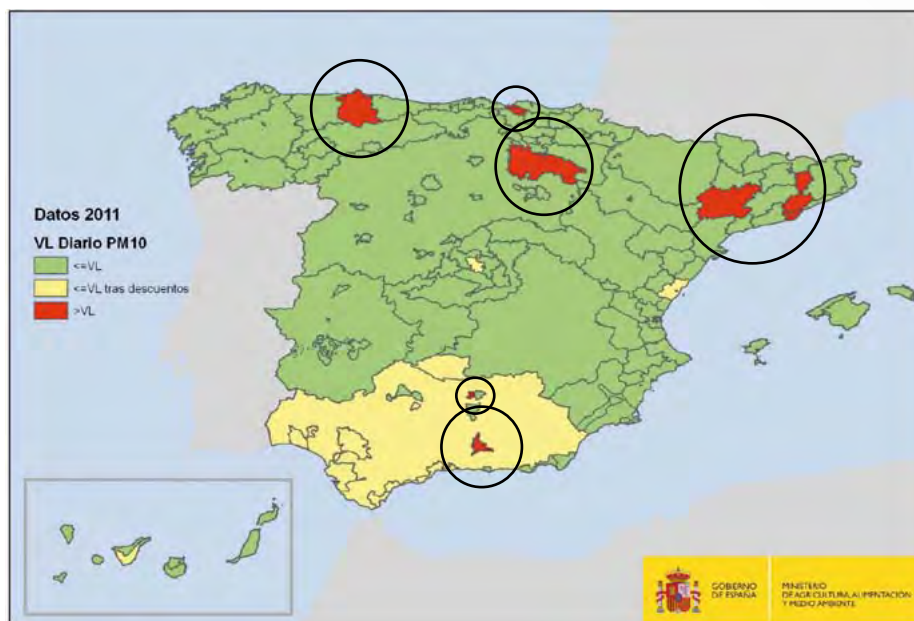 Datos 2011
VL Diario PM10
<=VL
<=VL tras descuentos
>VL
GOBIERNO
DE ESPAÑA
MINISTERIO
DE AGRICULTURA, ALIMENTACIÓN
Y MEDIO AMBIENTE